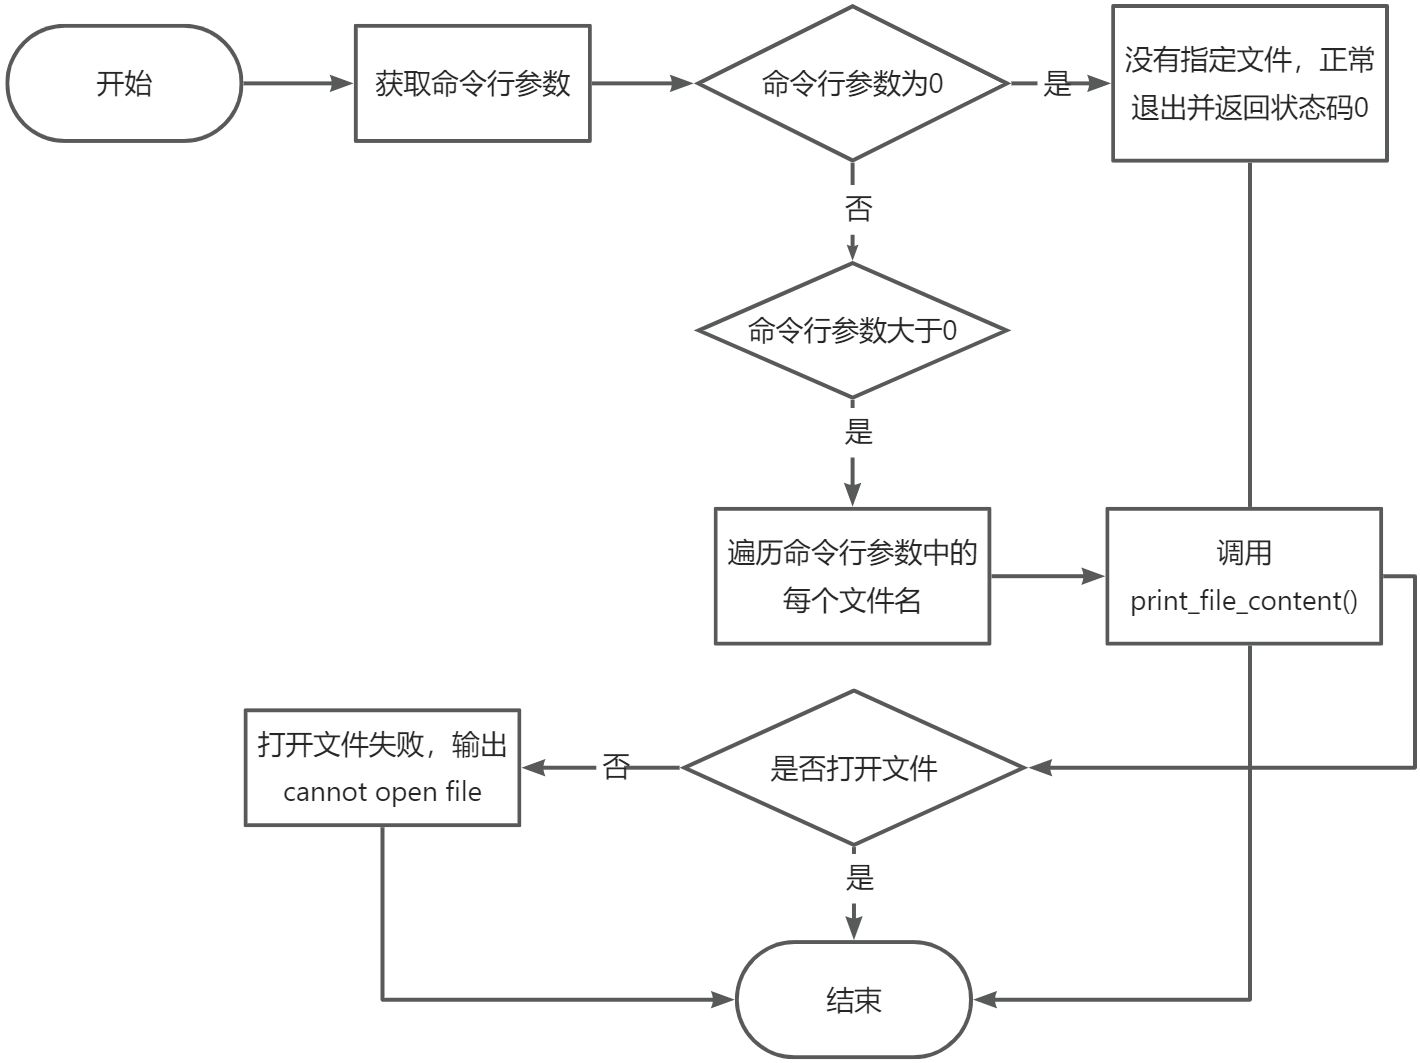 开始
获取命令行参数
命令行参数为0
是
没有指定文件，正常
退出并返回状态码0
否
命令行参数大于0
是
遍历命令行参数中的
每个文件名
调用
print_file_content()
打开文件失败，输出
cannot open file
否
是否打开文件
是
结束